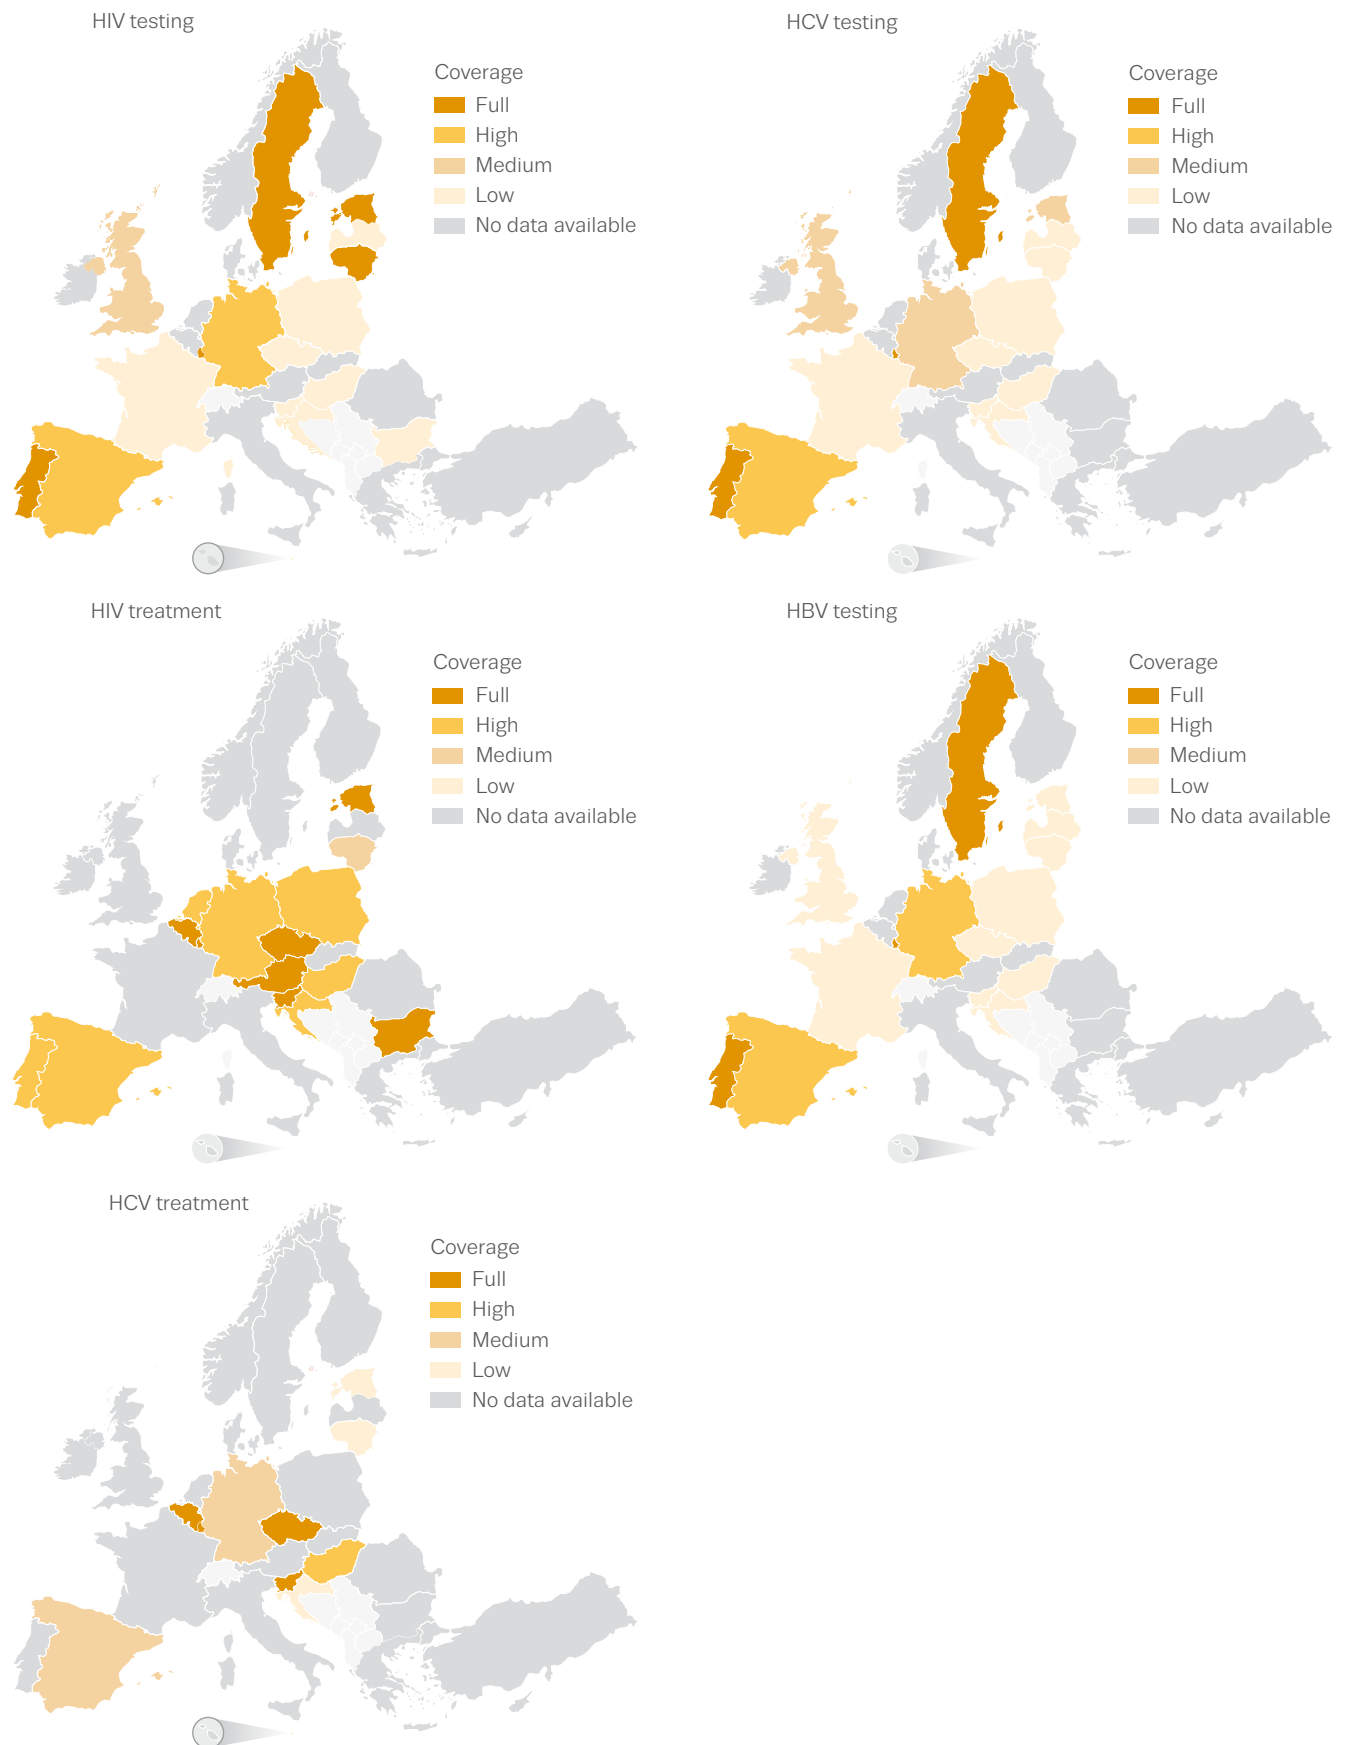 HIV testing
Coverage
Full
High
Medium
Low
No data available
HCV testing
Coverage
Full
High
Medium
Low
No data available
HIV treatment
Coverage
Full
High
Medium
Low
No data available
HBV testing
Coverage
Full
High
Medium
Low
No data available
HCV treatment
Coverage
Full
High
Medium
Low
No data available